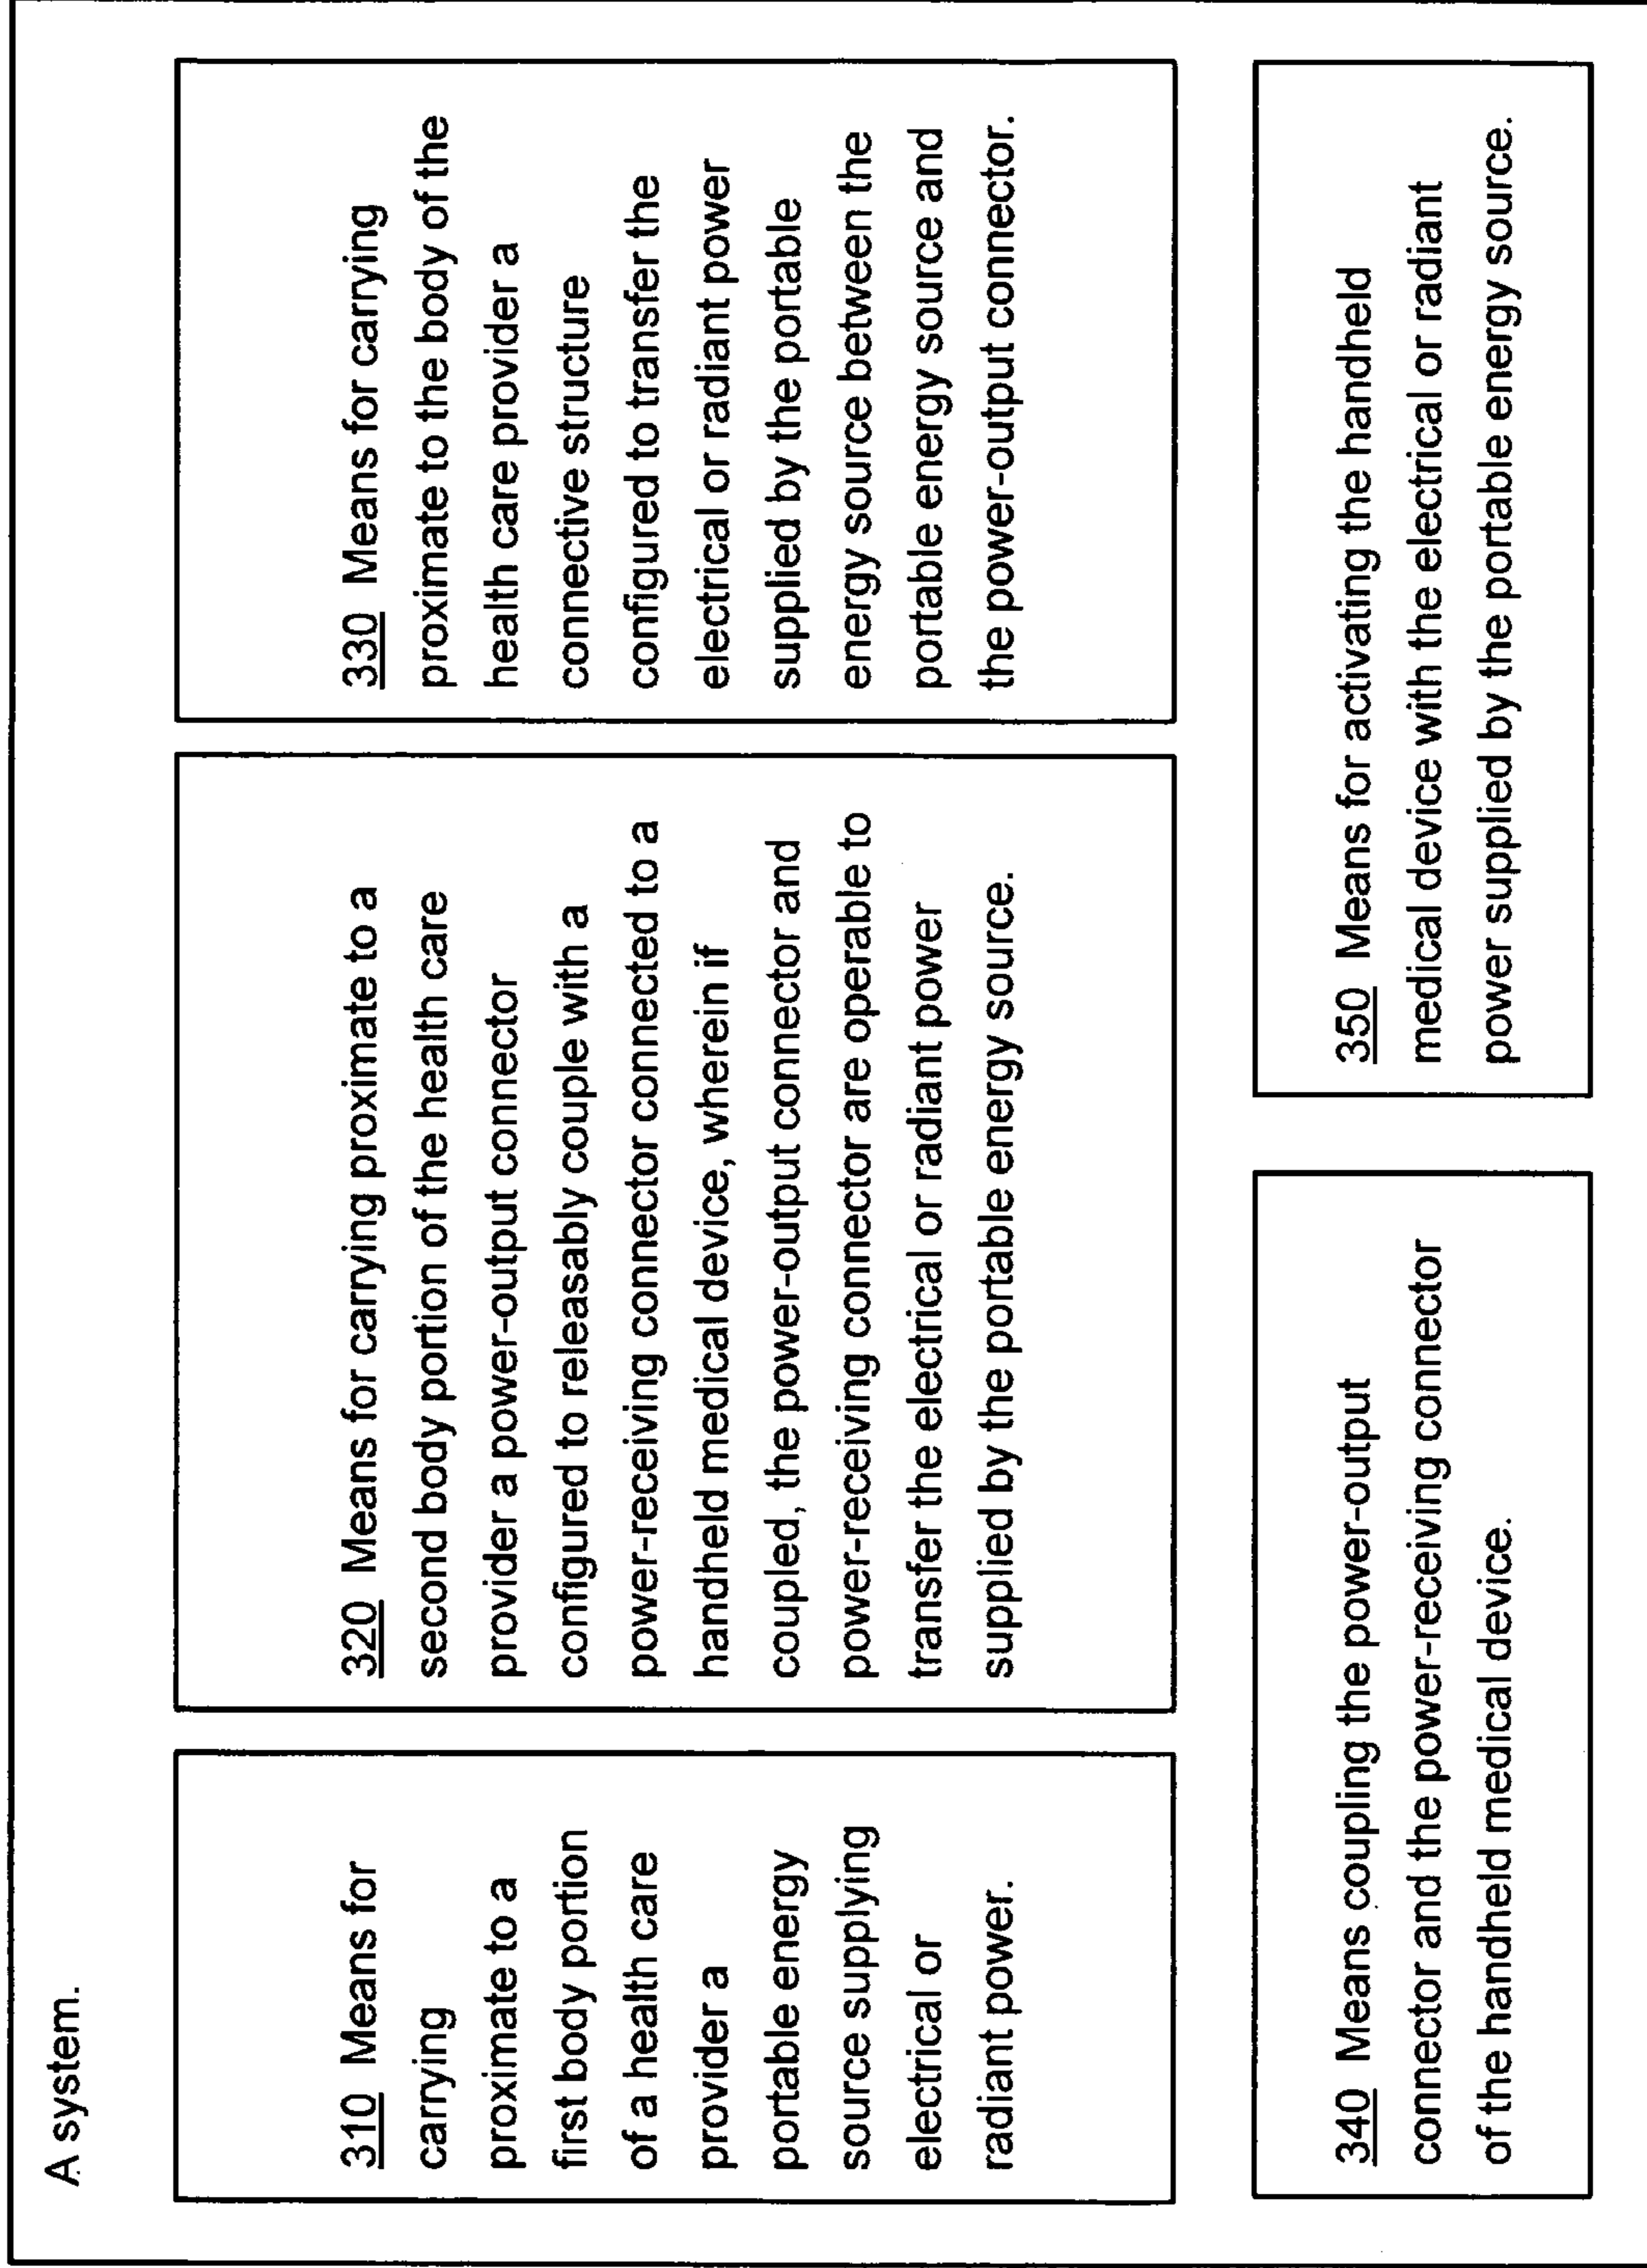 A system.
310 Means for
carrying
proximate to a
first body portion
of a health care
provider a
portable energy
source supplying
electrical or
radiant power.
320 Means for carrying proximate to a
second body portion of the health care
provider a power-output connector
configured to releasably couple with a
power-receiving connector connected to a
handheld medical device, wherein if
coupled, the power-output connector and
power-receiving connector are operable to
transfer the electrical or radiant power
supplied by the portable energy source.
330 Means for carrying
proximate to the body of the
health care provider a
connective structure
configured to transfer the
electrical or radiant power
supplied by the portable
energy source between the
portable energy source and
the power-output connector.
340 Means coupling the power-output
connector and the power-receiving connector
of the handheld medical device.
350 Means for activating the handheld
medical device with the electrical or radiant
power supplied by the portable energy source.